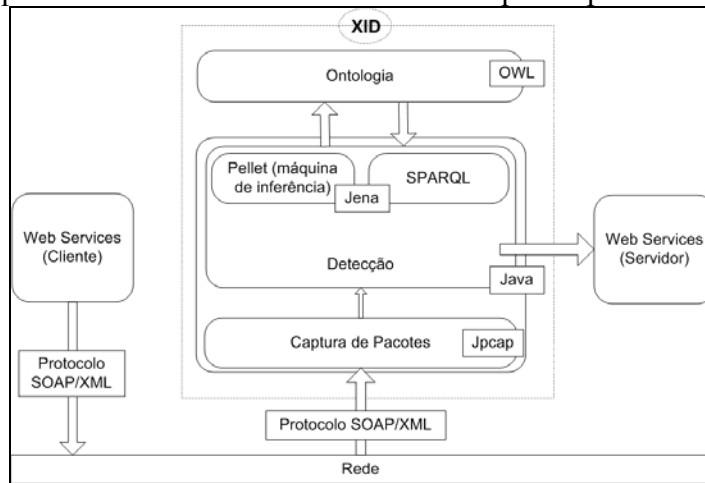 XID
Ontologia
OWL
Pellet (máquina
de inferência)
SPARQL
Jena
Web Services
(Cliente)
Web Services
(Servidor)
Detecção
Java
Captura de Pacotes
Jpcap
Protocolo
SOAP/XML
Protocolo SOAP/XML
Rede